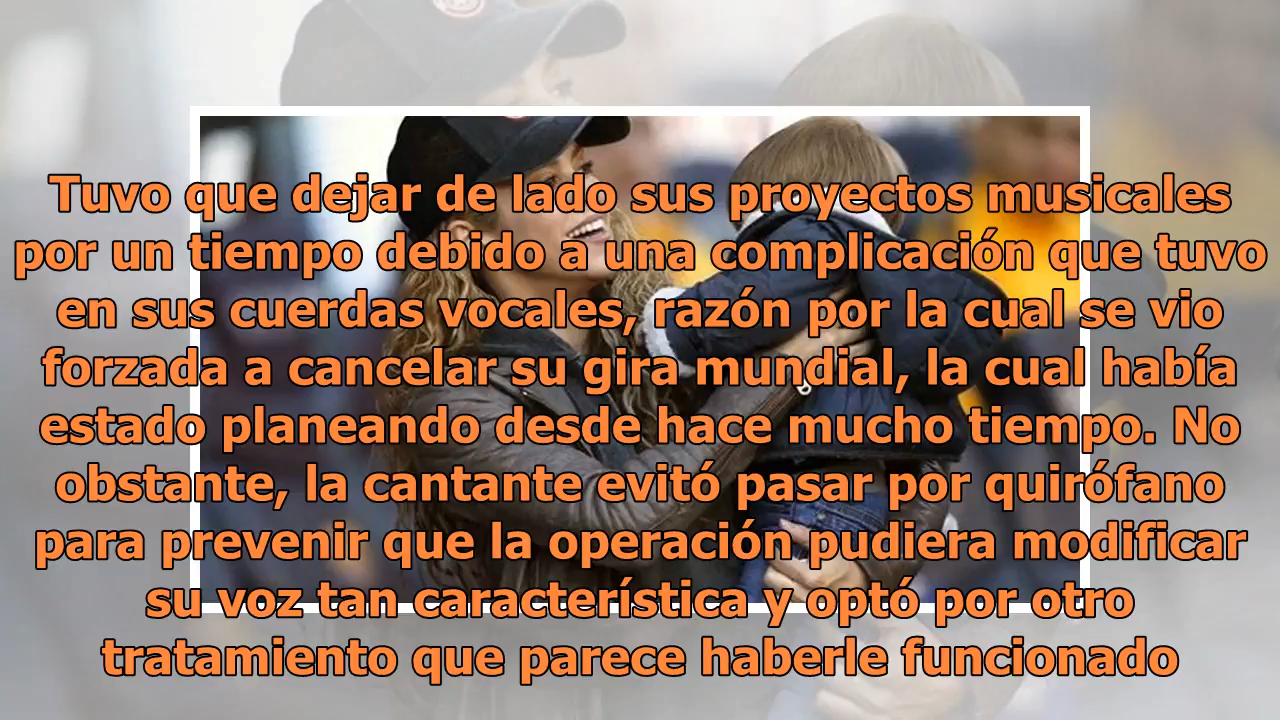 Tuvo que dejar de lado sus proyectos musicales
por un tiempo debido a una complicación que tuvo
en sus cuerdas vocales, razón por la cual se vio
forzada a cancelar su gira mundial, la cual había
estado planeando desde hace mucho tiempo. No
obstante, la cantante evitó pasar por quirófano
para prevenir que la operación pudiera modificar
su voz tan característica y optó por otro
tratamiento que parece haberle funcionado